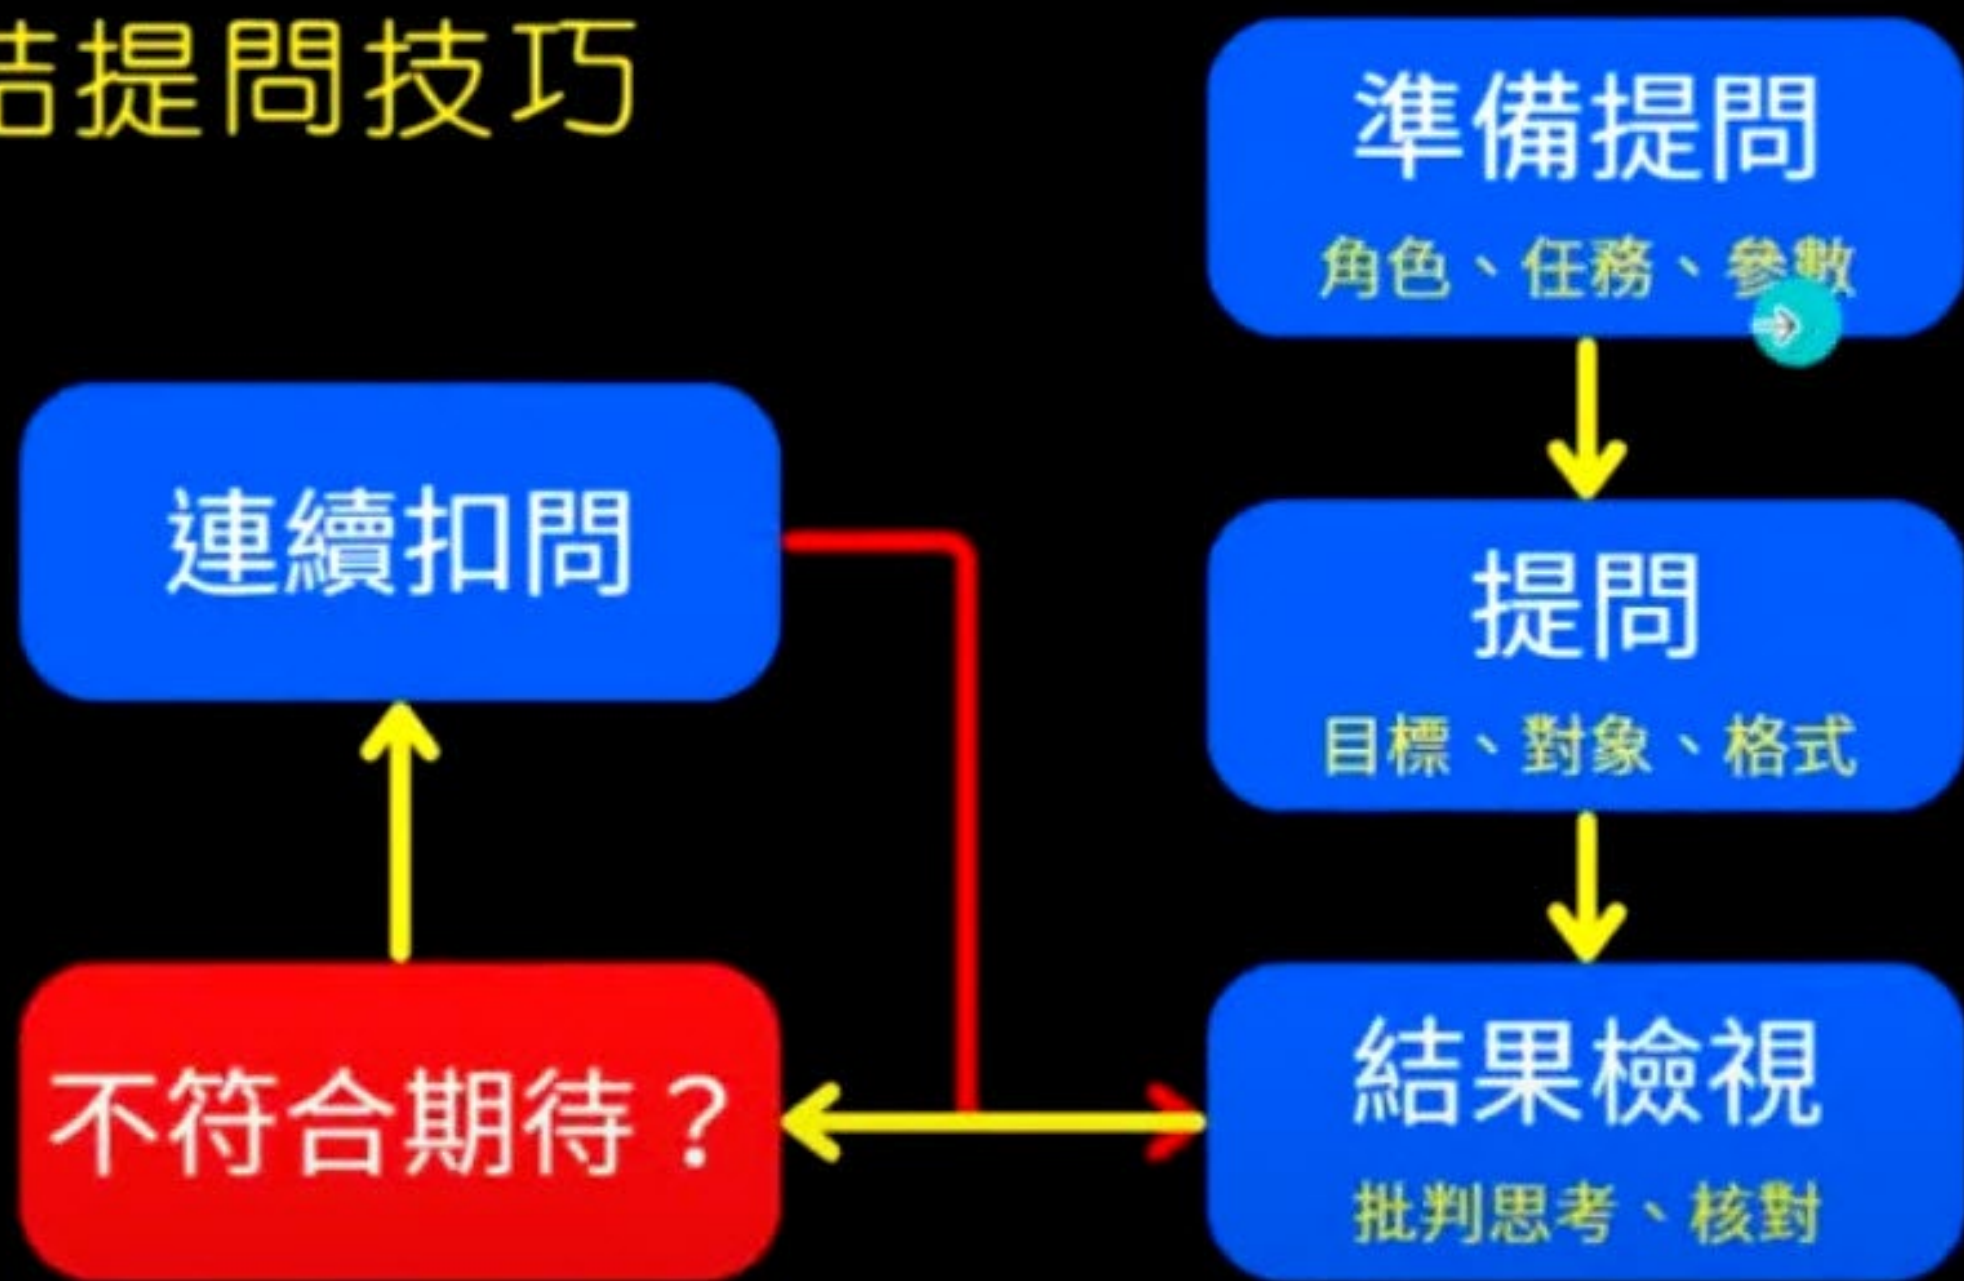 結提問技巧
準備提問
角色、任務、參數
連續扣問
提問
目標、對象、格式
不符合期待？
結果檢視
批判思考、核對